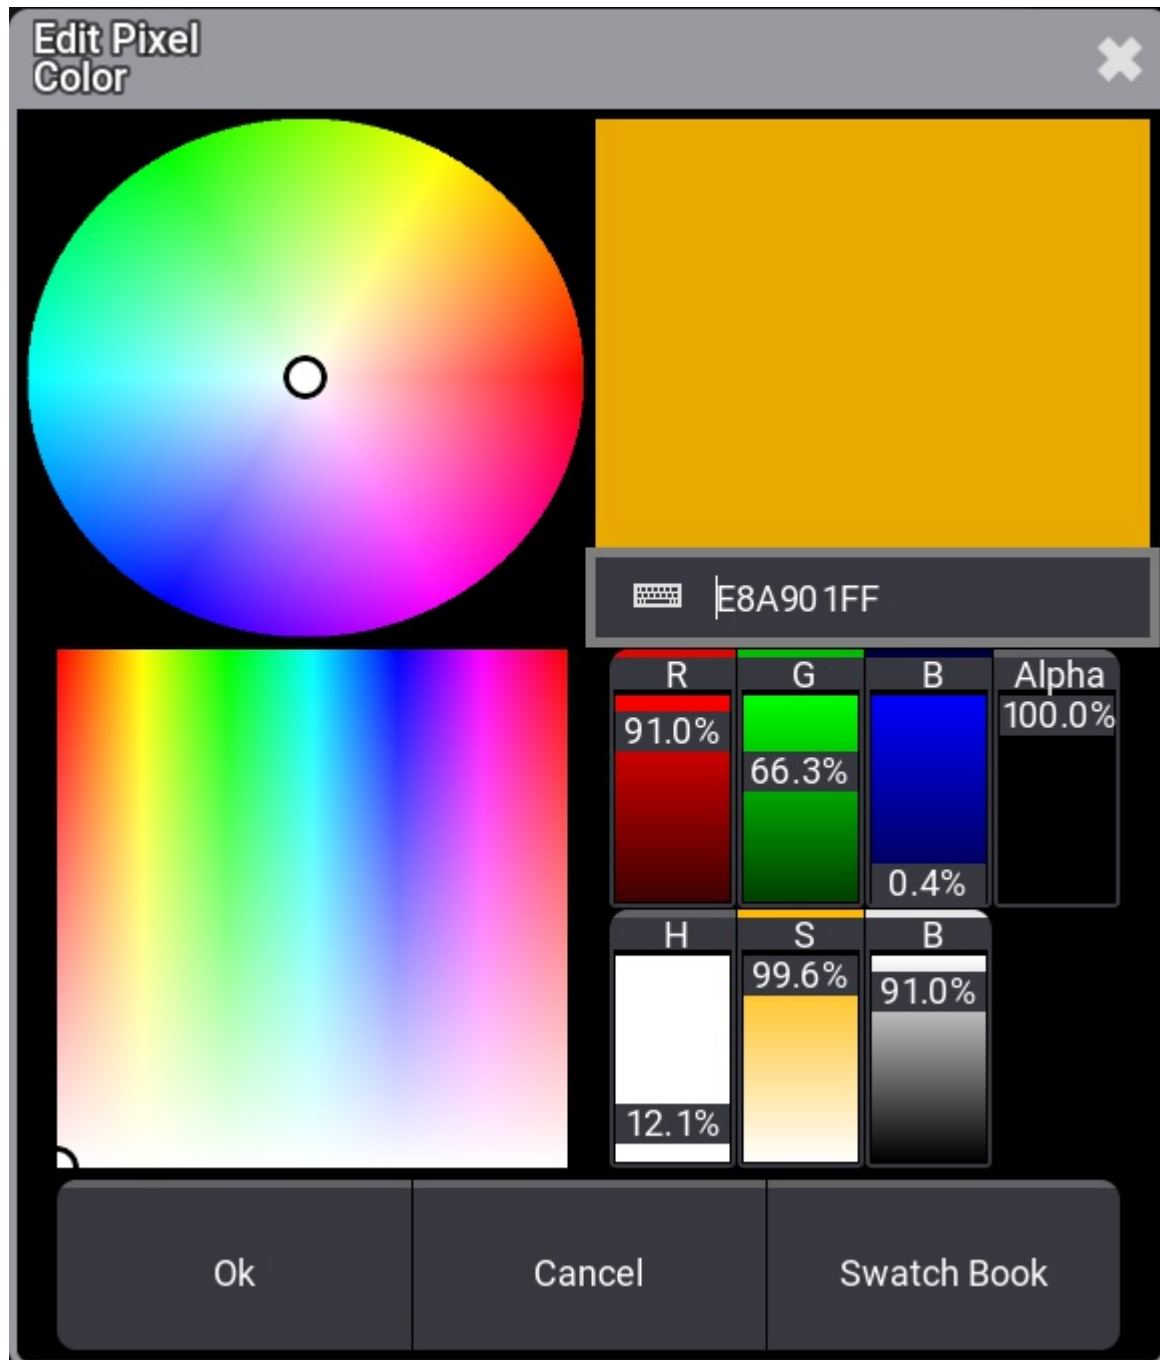 Edit Pixel
Color
E8A901FF
R G B Alpha
91.0% 66.3% 0.4% 100.0%
H S B
12.1% 99.6% 91.0%
Ok Cancel Swatch Book